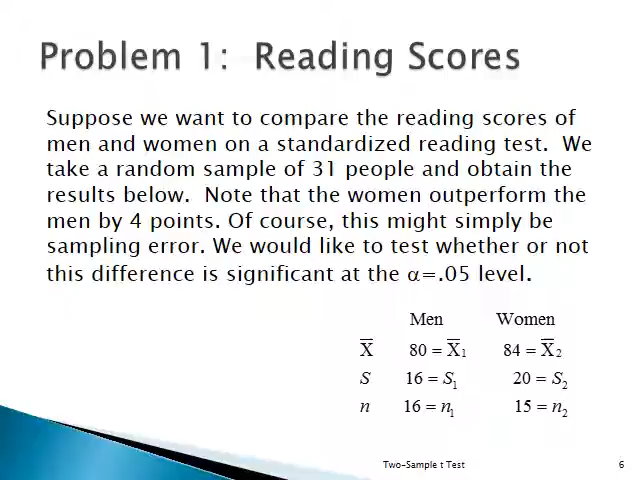 Problem 1:  Reading Scores
Suppose we want to compare the reading scores of
men and women on a standardized reading test.  We
take a random sample of 31 people and obtain the
results below.  Note that the women outperform the
men by 4 points. Of course, this might simply be
sampling error. We would like to test whether or not
this difference is significant at the α=.05 level.
Men Women
X̅ 80 = X̅₁ 84 = X̅₂
S 16 = S₁ 20 = S₂
n 16 = n₁ 15 = n₂
Two-Sample t Test 6